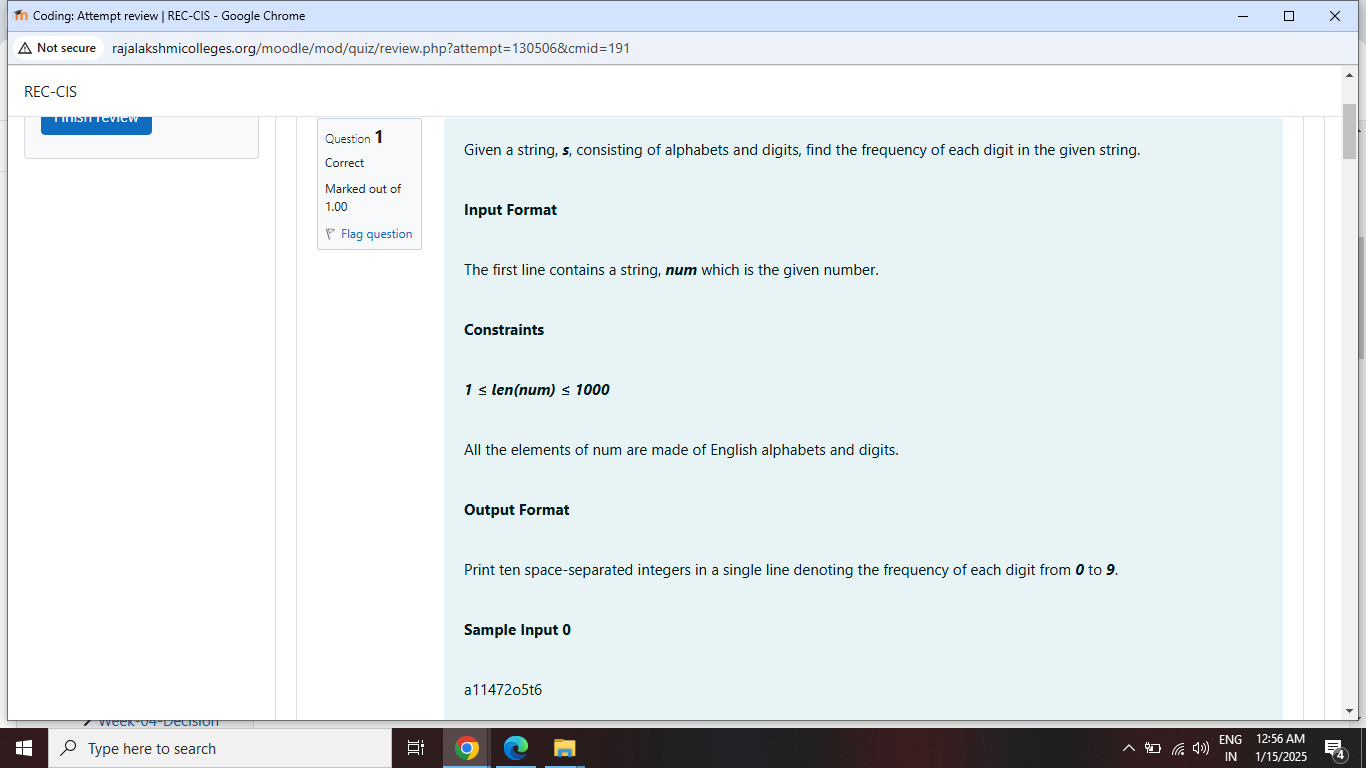 Coding: Attempt review | REC-CIS - Google Chrome
Not secure
rajalakshmicolleges.org/moodle/mod/quiz/review.php?attempt=130506&cmid=191
REC-CIS
Finish review
Question 1
Correct
Marked out of
1.00
Flag question
Given a string, s, consisting of alphabets and digits, find the frequency of each digit in the given string.
Input Format
The first line contains a string, num which is the given number.
Constraints
1 ≤ len(num) ≤ 1000
All the elements of num are made of English alphabets and digits.
Output Format
Print ten space-separated integers in a single line denoting the frequency of each digit from 0 to 9.
Sample Input 0
a11472o5t6
Week-04-Decision
Type here to search
ENG
IN
12:56 AM
1/15/2025
4